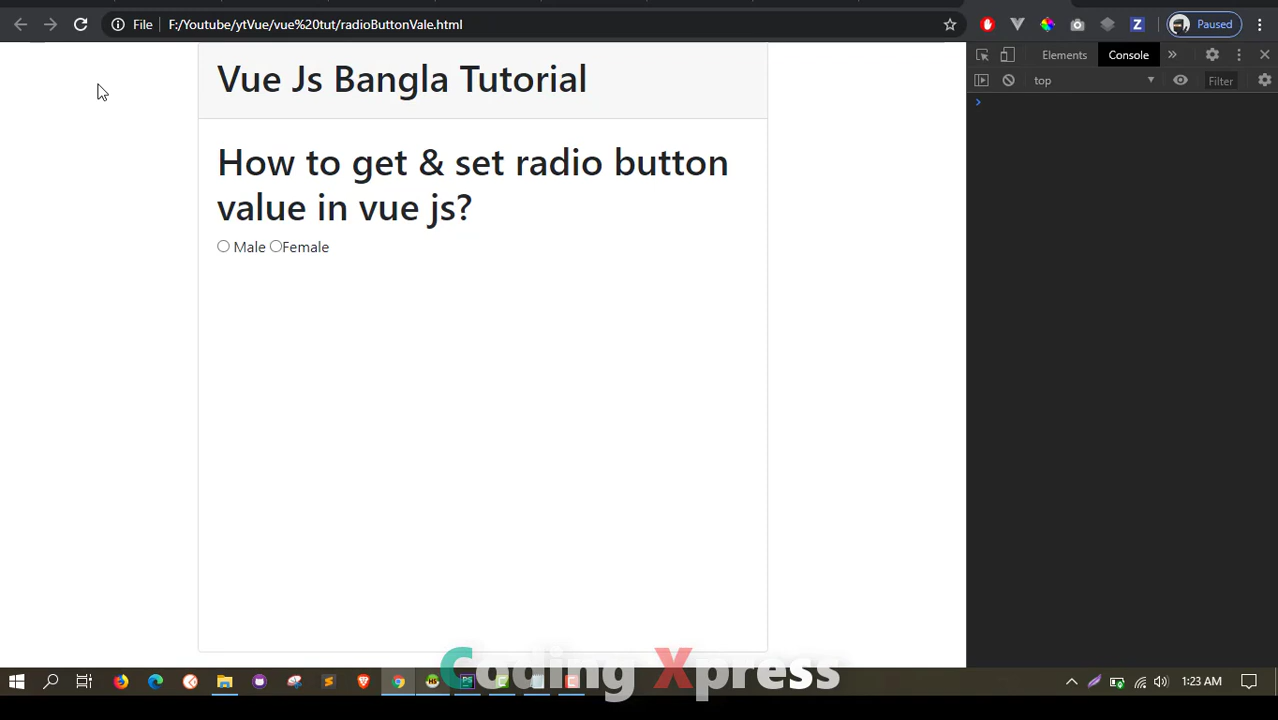 File
F:/Youtube/ytVue/vue%20tut/radioButtonVale.html
Paused
Elements
Console
top
Filter
Vue Js Bangla Tutorial
How to get & set radio button
value in vue js?
Male Female
Coding Xpress
1:23 AM